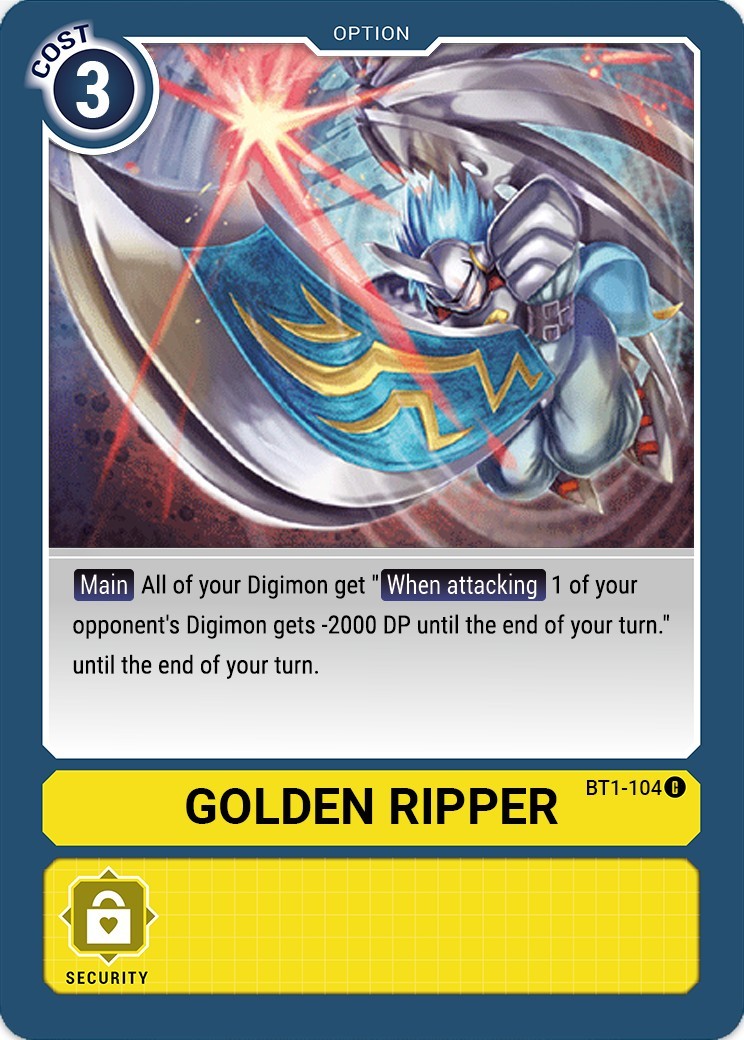 OPTION
COST
3
Main All of your Digimon get "When attacking 1 of your
opponent's Digimon gets -2000 DP until the end of your turn."
until the end of your turn.
BT1-104 C
GOLDEN RIPPER
SECURITY